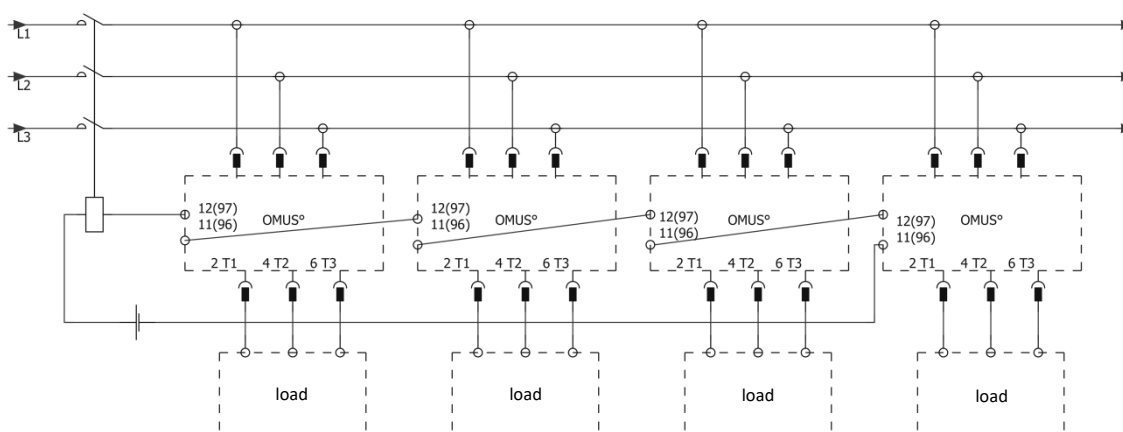 L1
L2
L3
12(97)
11(96)
OMUS°
2 T1 4 T2 6 T3
12(97)
11(96)
OMUS°
2 T1 4 T2 6 T3
12(97)
11(96)
OMUS°
2 T1 4 T2 6 T3
12(97)
11(96)
OMUS°
2 T1 4 T2 6 T3
load
load
load
load